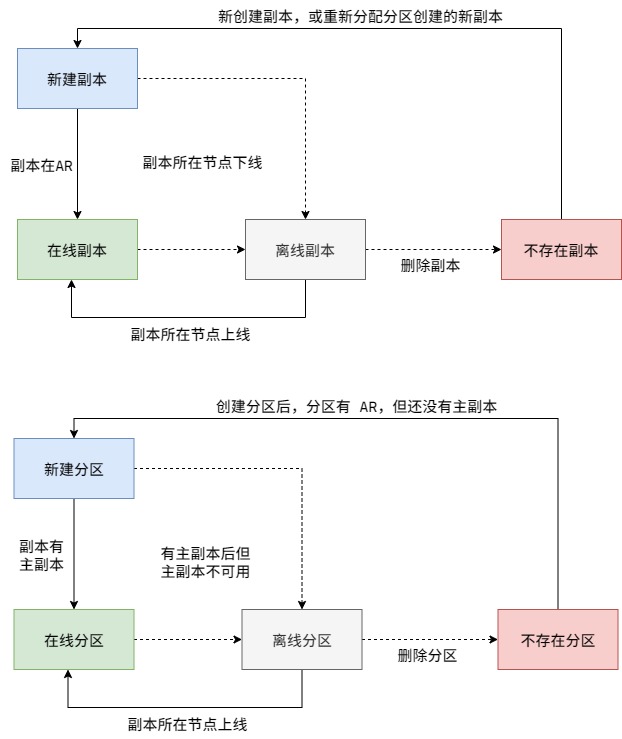 新创建副本，或重新分配分区创建的新副本
新建副本
副本在AR
副本所在节点下线
在线副本
离线副本
删除副本
不存在副本
副本所在节点上线
创建分区后，分区有 AR，但还没有主副本
新建分区
副本有
主副本
有主副本后但
主副本不可用
在线分区
离线分区
删除分区
不存在分区
副本所在节点上线